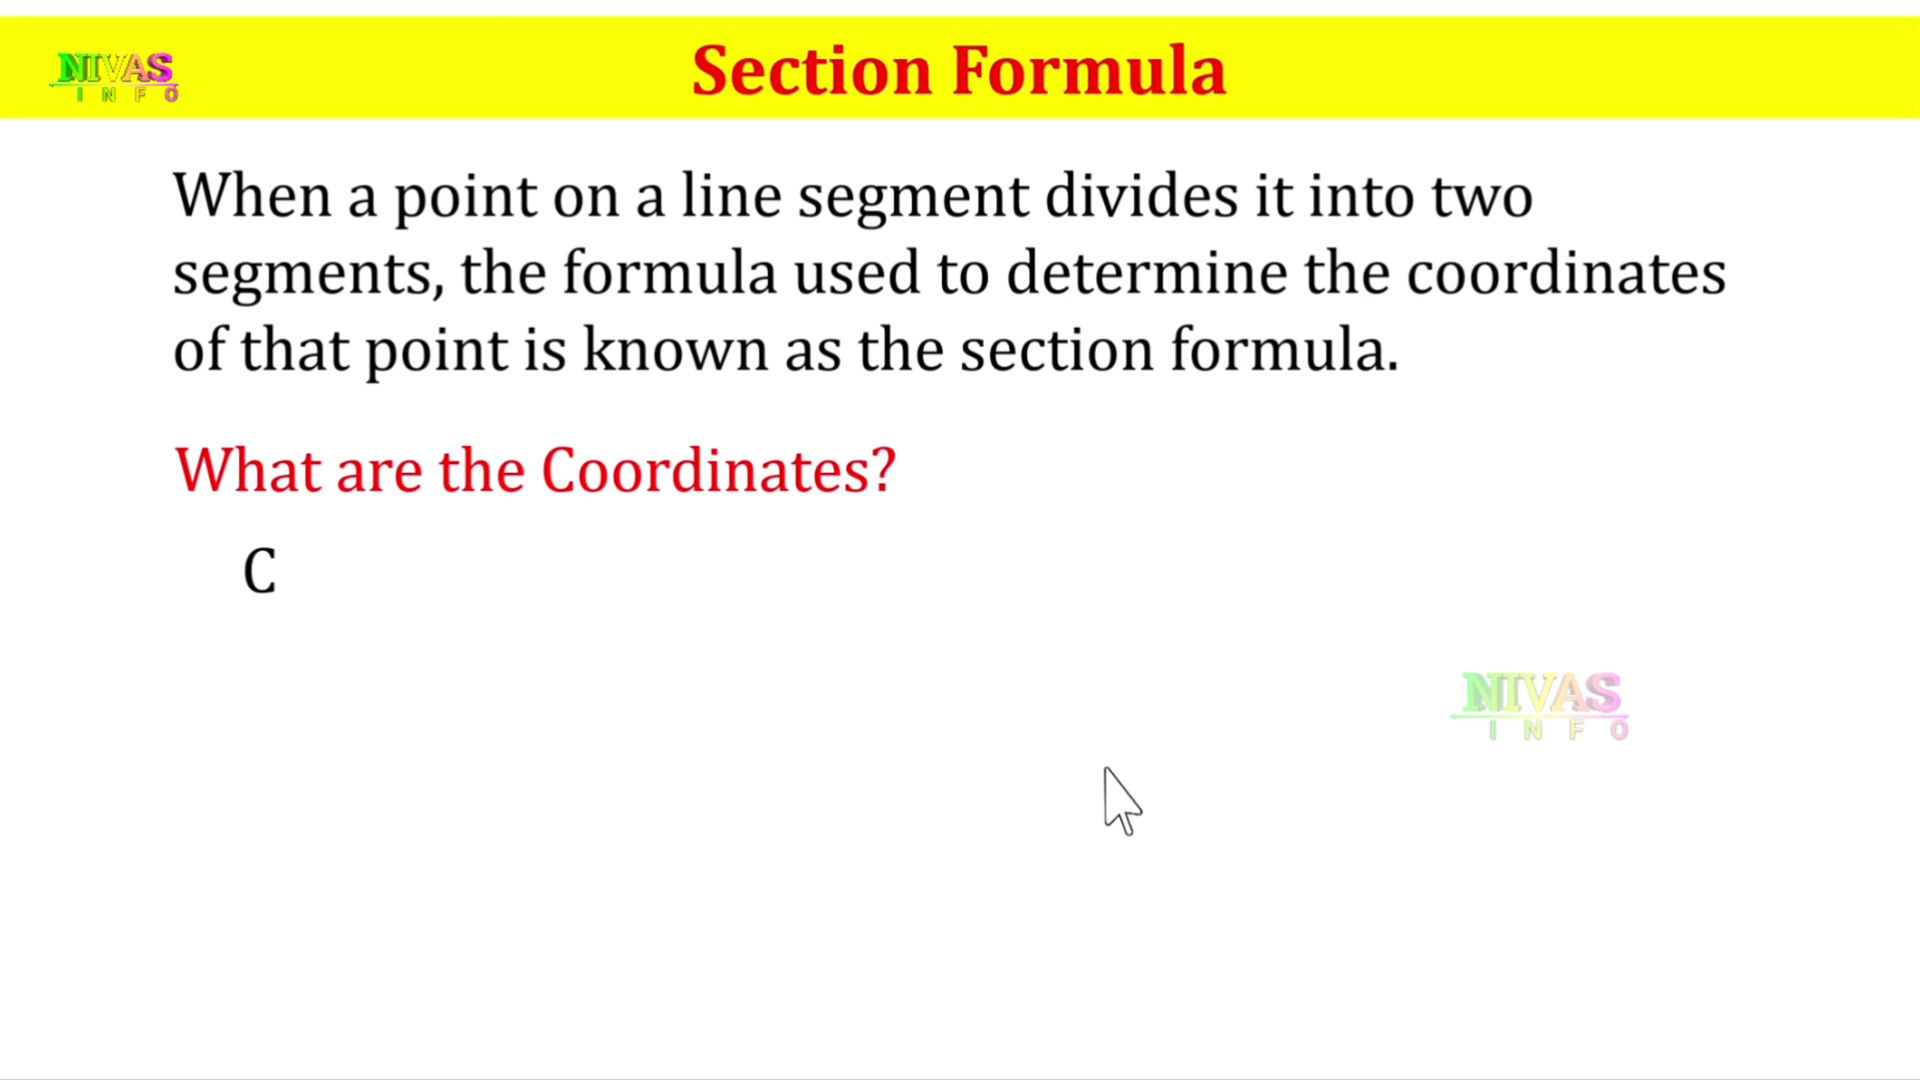 NIVAS
INFO
Section Formula
When a point on a line segment divides it into two
segments, the formula used to determine the coordinates
of that point is known as the section formula.
What are the Coordinates?
C
NIVAS
INFO